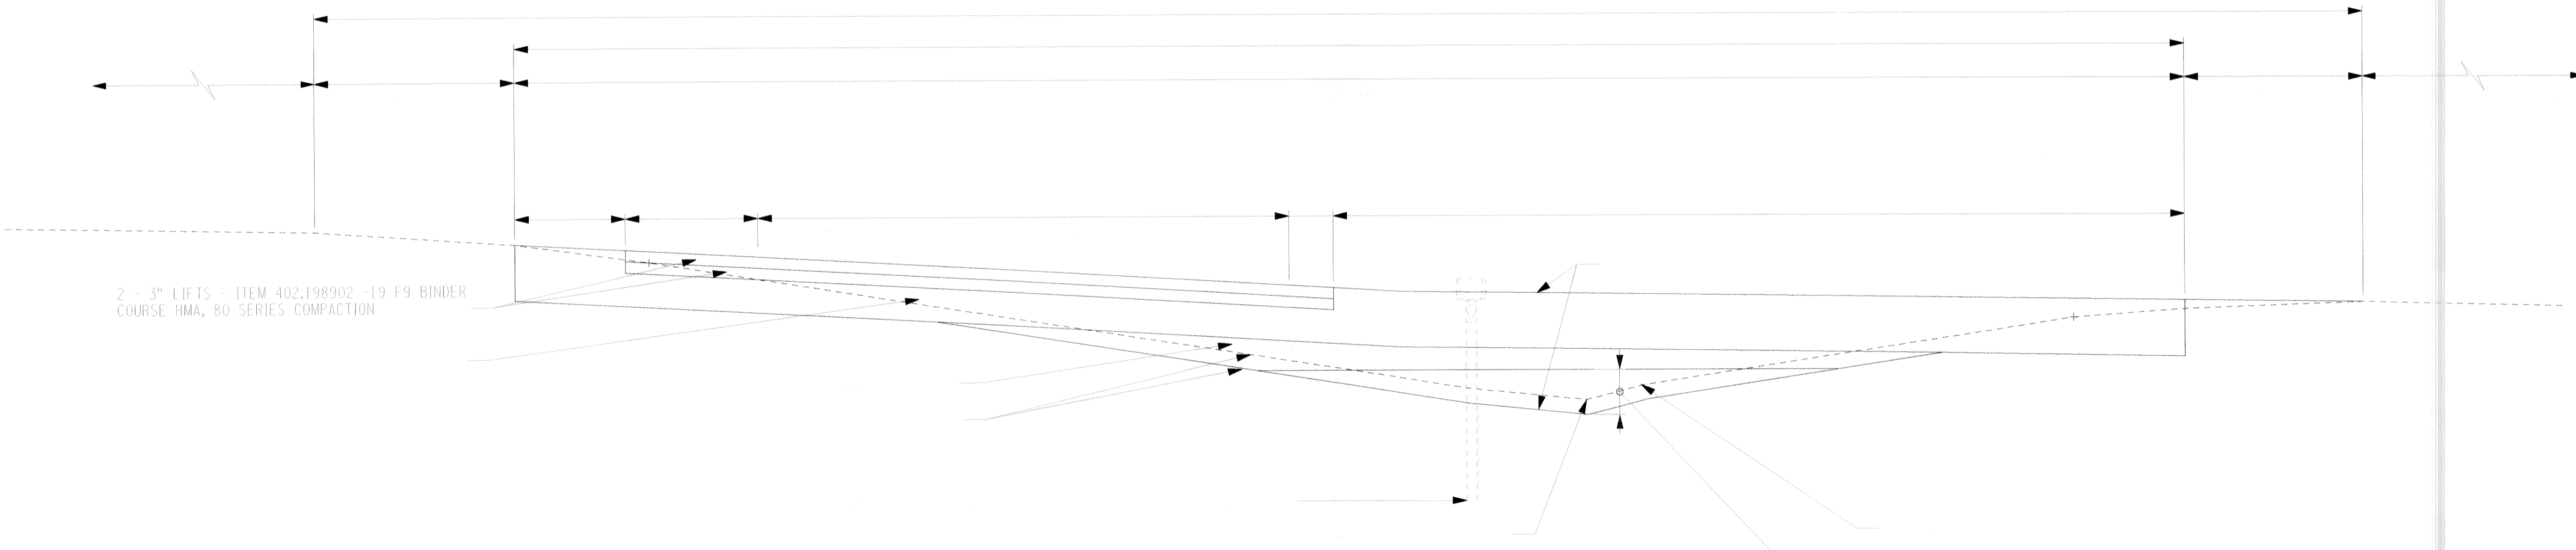 2 - 3" LIFTS - ITEM 402.198902 -19 F9 BINDER
COURSE HMA, 80 SERIES COMPACTION